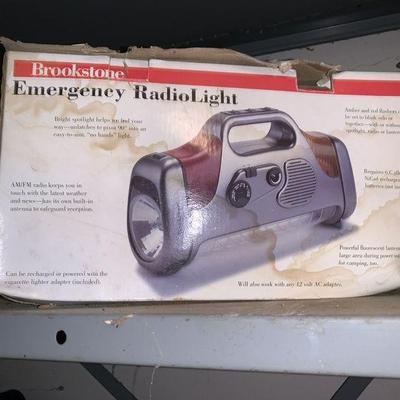 Brookstone
Emergency RadioLight
Bright spotlight helps you find your
way—unlatches to pivot 90° into an
easy-to-aim, "no hands" light.
Amber and red flashers can
be set to blink solo or
together—with or without
spotlight, radio or lantern
AM/FM radio keeps you in
touch with the latest weather
and news—has its own built-in
antenna to safeguard reception.
Requires 6 C
NiCad rechargeable
batteries (not
Powerful fluorescent lantern
large area during power
for camping, too.
Can be recharged or powered with the
cigarette lighter adapter (included).
Will also work with any 12 volt AC adapter.